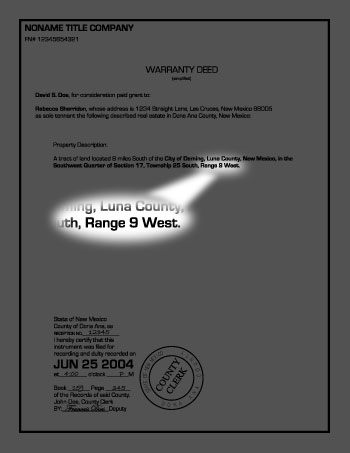 NONAME TITLE COMPANY
FN# 12345654321
WARRANTY DEED
(simplified)
David S. Doe, for consideration paid grant to:
Rebecca Sherridon, whose address is 1234 Straight Lane, Las Cruces, New Mexico 88005
as sole tennant the following described real estate in Dona Ana County, New Mexico:
Property Description:
A tract of land located 8 miles South of the City of Deming, Luna County, New Mexico, in the
Southwest Quarter of Section 17, Township 25 South, Range 9 West.
ming, Luna County,
uth, Range 9 West.
State of New Mexico
County of Dona Ana, ss
RECEPTION NO. 12345
I hereby certify that this
instrument was filed for
recording and duty recorded on
JUN 25 2004
at 4:00 o'clock P M
Book 154 Page 345
of the Records of said County.
John Doe, County Clerk
BY: Deputy
COUNTY
CLERK